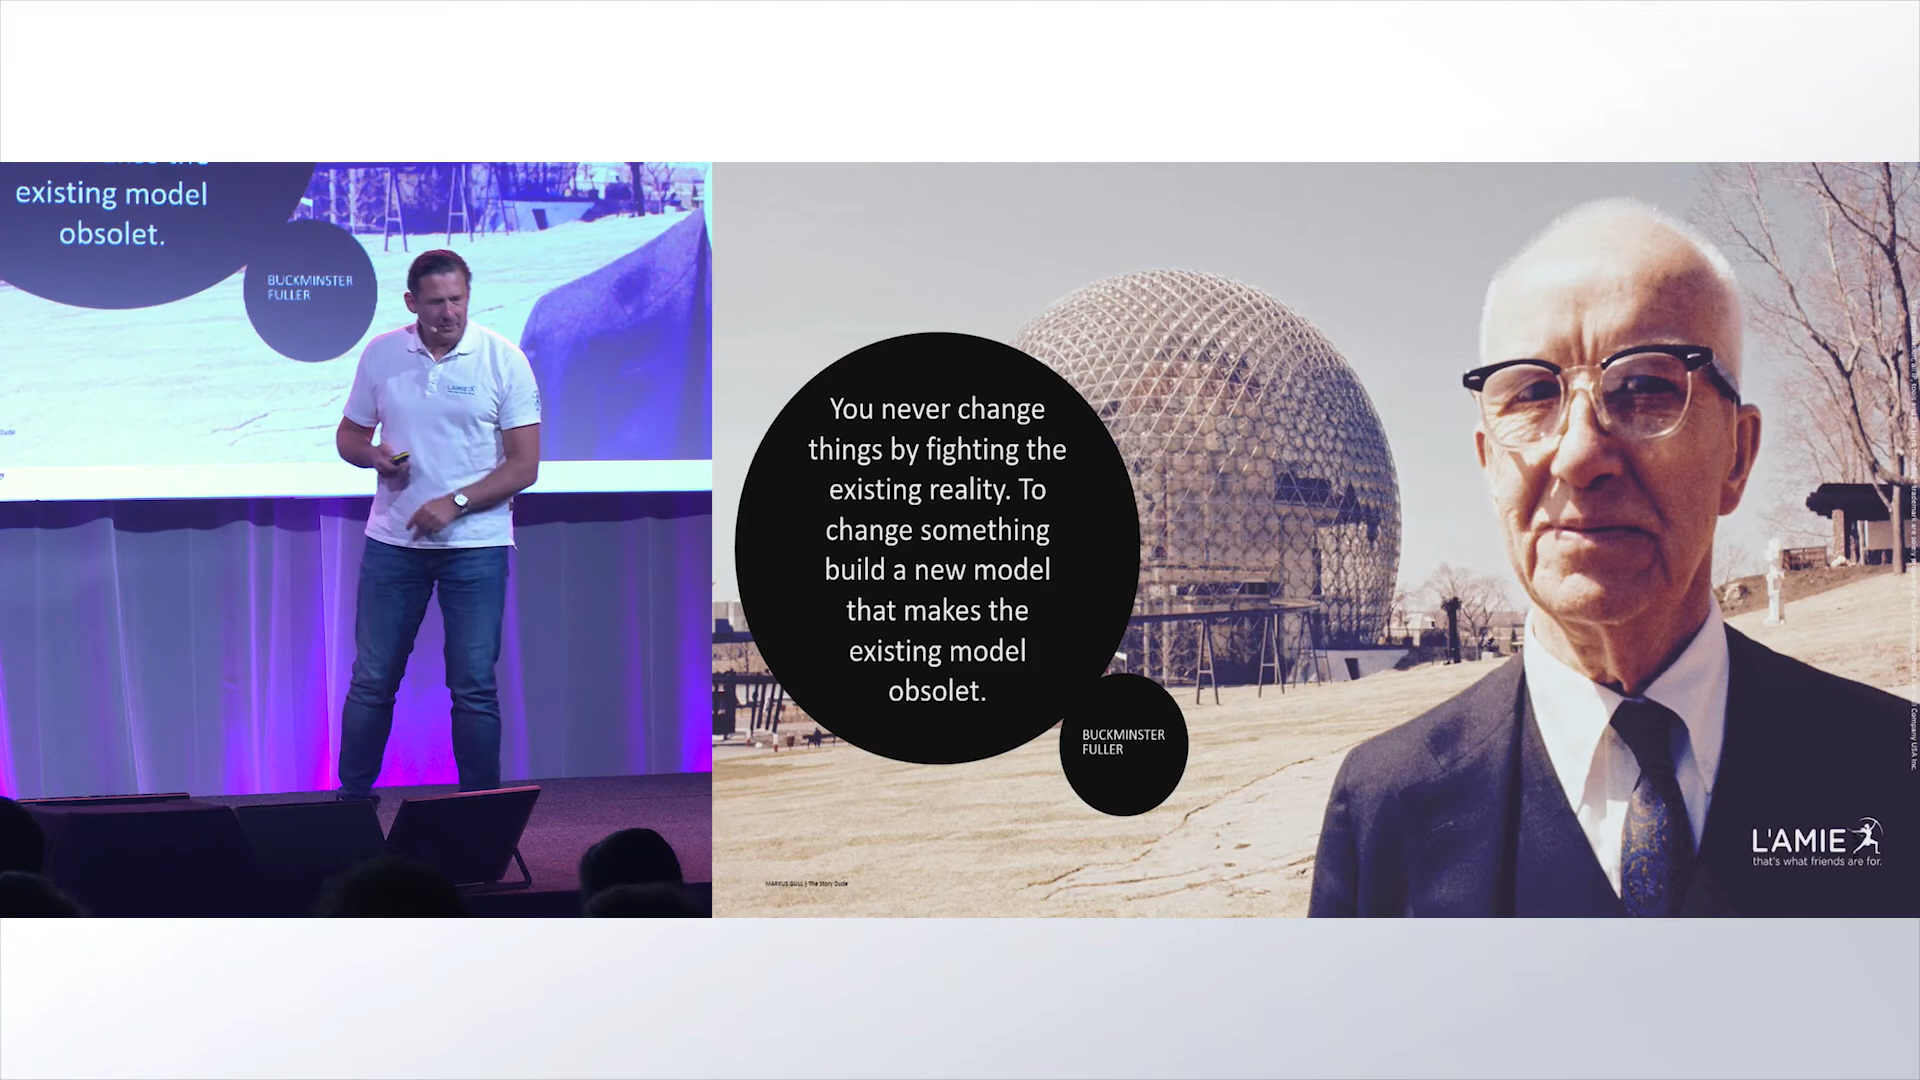 existing model
obsolet.
BUCKMINSTER
FULLER
L'AMIE
You never change
things by fighting the
existing reality. To
change something
build a new model
that makes the
existing model
obsolet.
BUCKMINSTER
FULLER
L'AMIE
that's what friends are for.
MARKUS GULL | The Story Dude